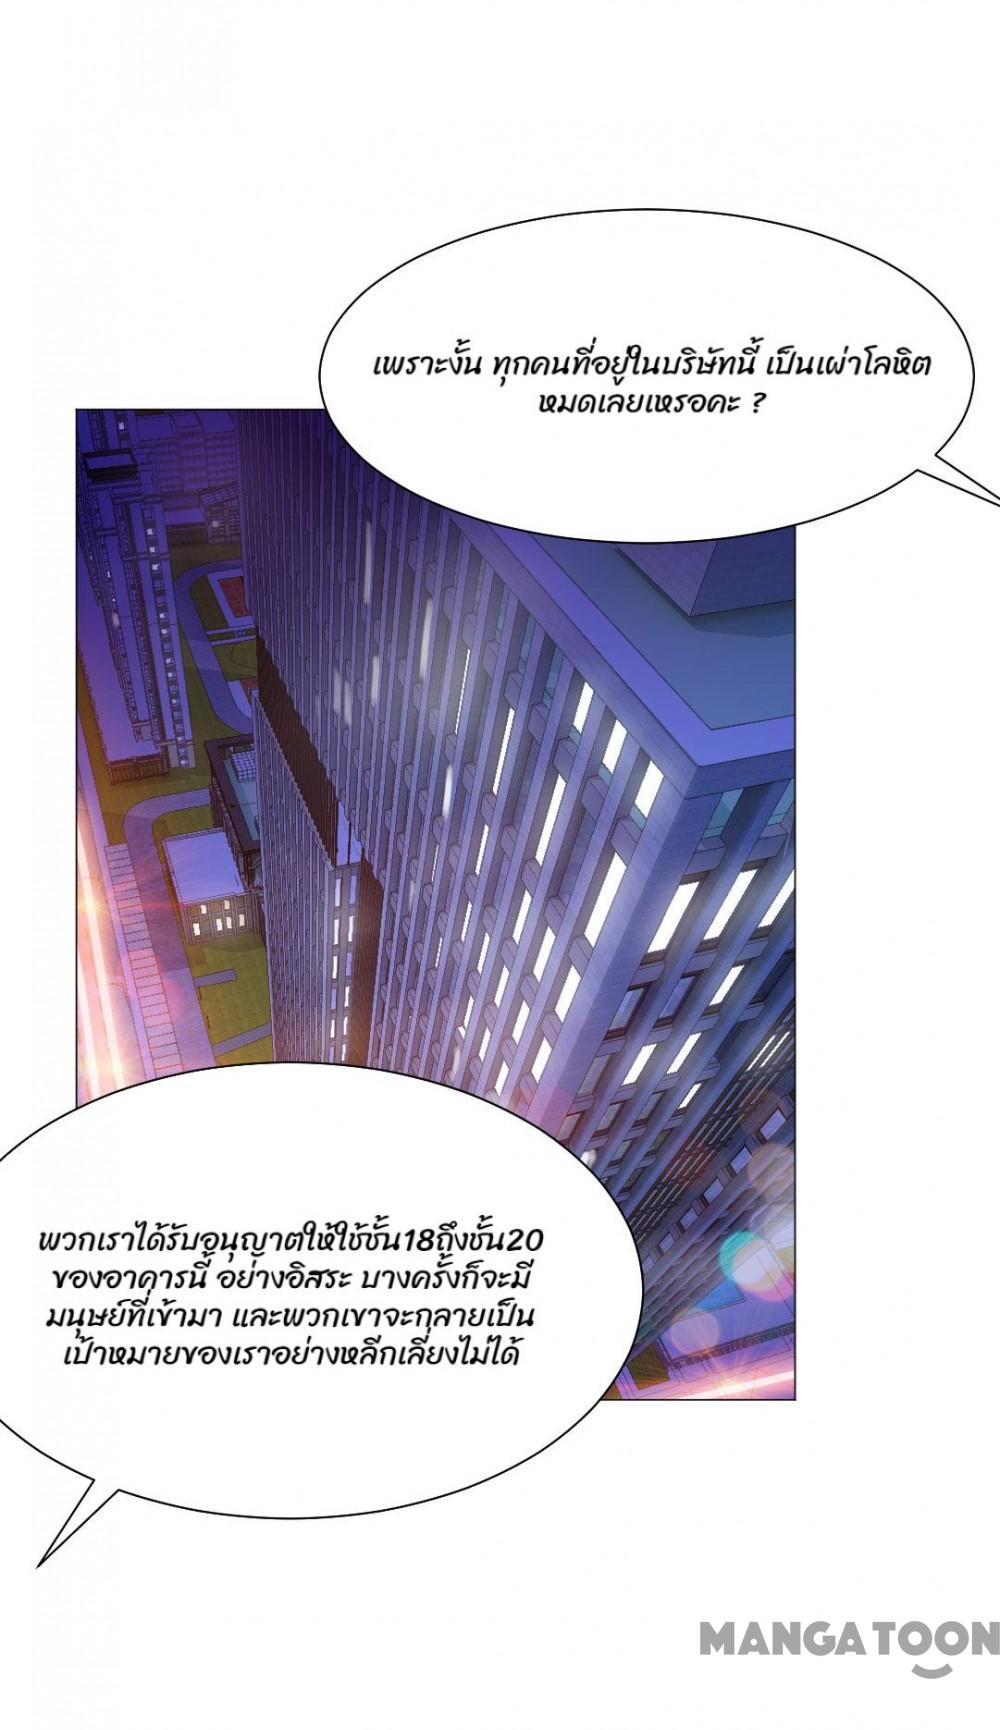 เพราะงั้น ทุกคนที่อยู่ในบริษัทนี้ เป็นเผ่าโลหิต
หมดเลยเหรอคะ ?
พวกเราได้รับอนุญาตให้ใช้ชั้น18ถึงชั้น20
ของอาคารนี้ อย่างอิสระ บางครั้งก็จะมี
มนุษย์ที่เข้ามา และพวกเขาจะกลายเป็น
เป้าหมายของเราอย่างหลีกเลี่ยงไม่ได้
MANGATOON